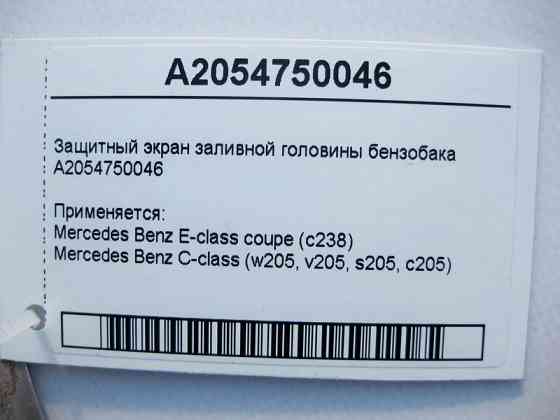 A2054750046
Защитный экран заливной головины бензобака
A2054750046
Применяется:
Mercedes Benz E-class coupe (c238)
Mercedes Benz C-class (w205, v205, s205, c205)